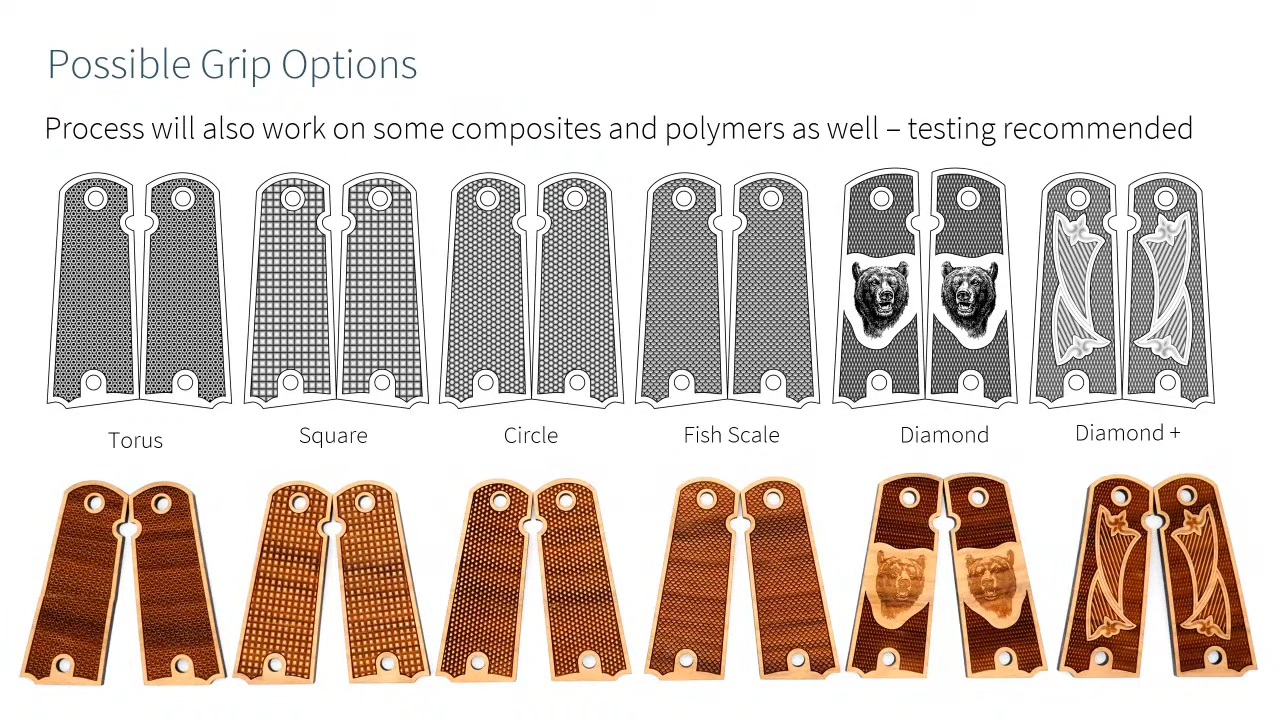 Possible Grip Options
Process will also work on some composites and polymers as well – testing recommended
Torus
Square
Circle
Fish Scale
Diamond
Diamond +